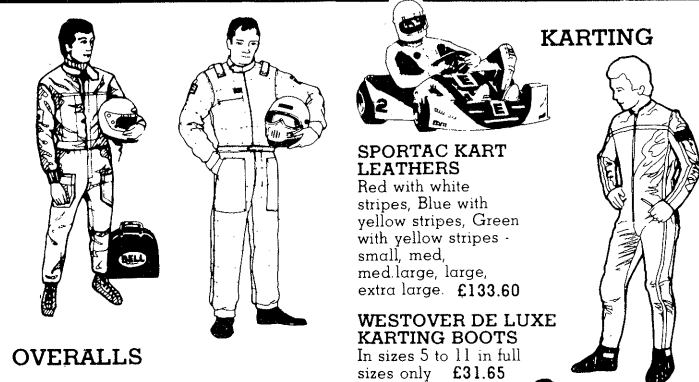 KARTING
2
E
E
SPORTAC KART
LEATHERS
Red with white
stripes, Blue with
yellow stripes, Green
with yellow stripes -
small, med,
med.large, large,
extra large. £133.60
WESTOVER DE LUXE
KARTING BOOTS
In sizes 5 to 11 in full
sizes only £31.65
BELL
OVERALLS